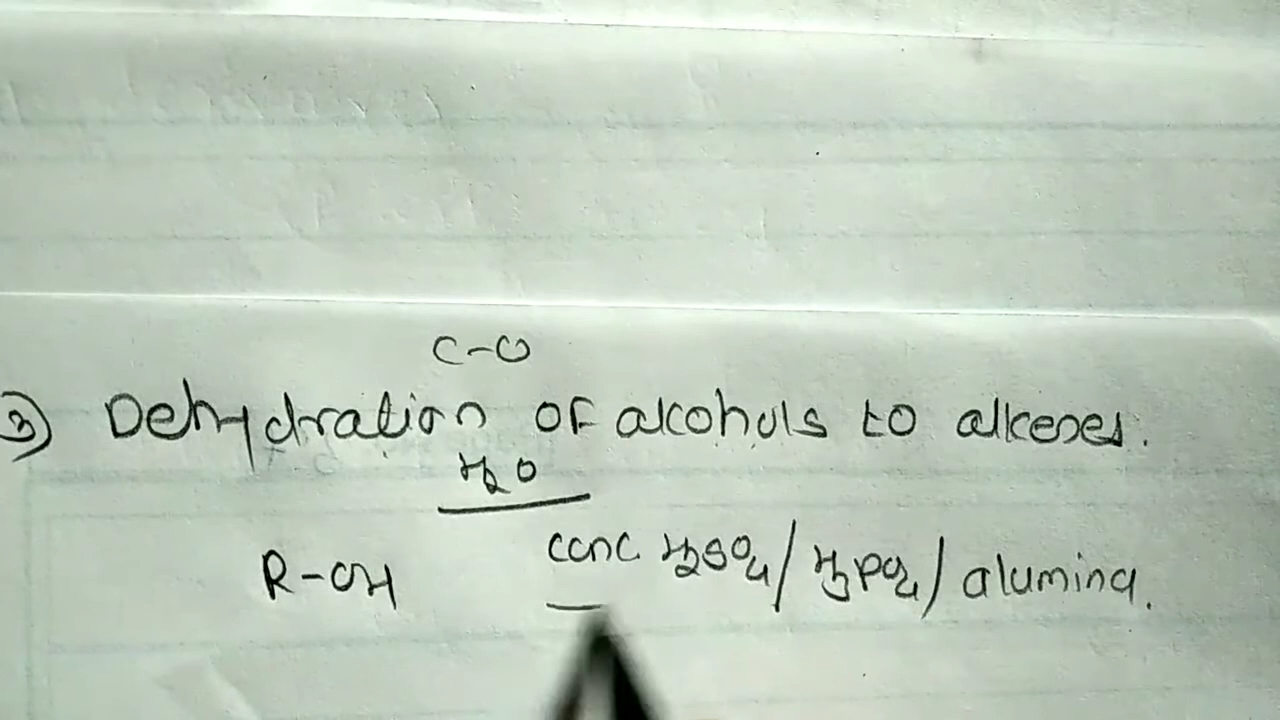 C-O
3) Dehydration OF alcohols to alkenes.
H₂O
R-OH conc H₂SO₄/ H₃PO₄/ alumina.